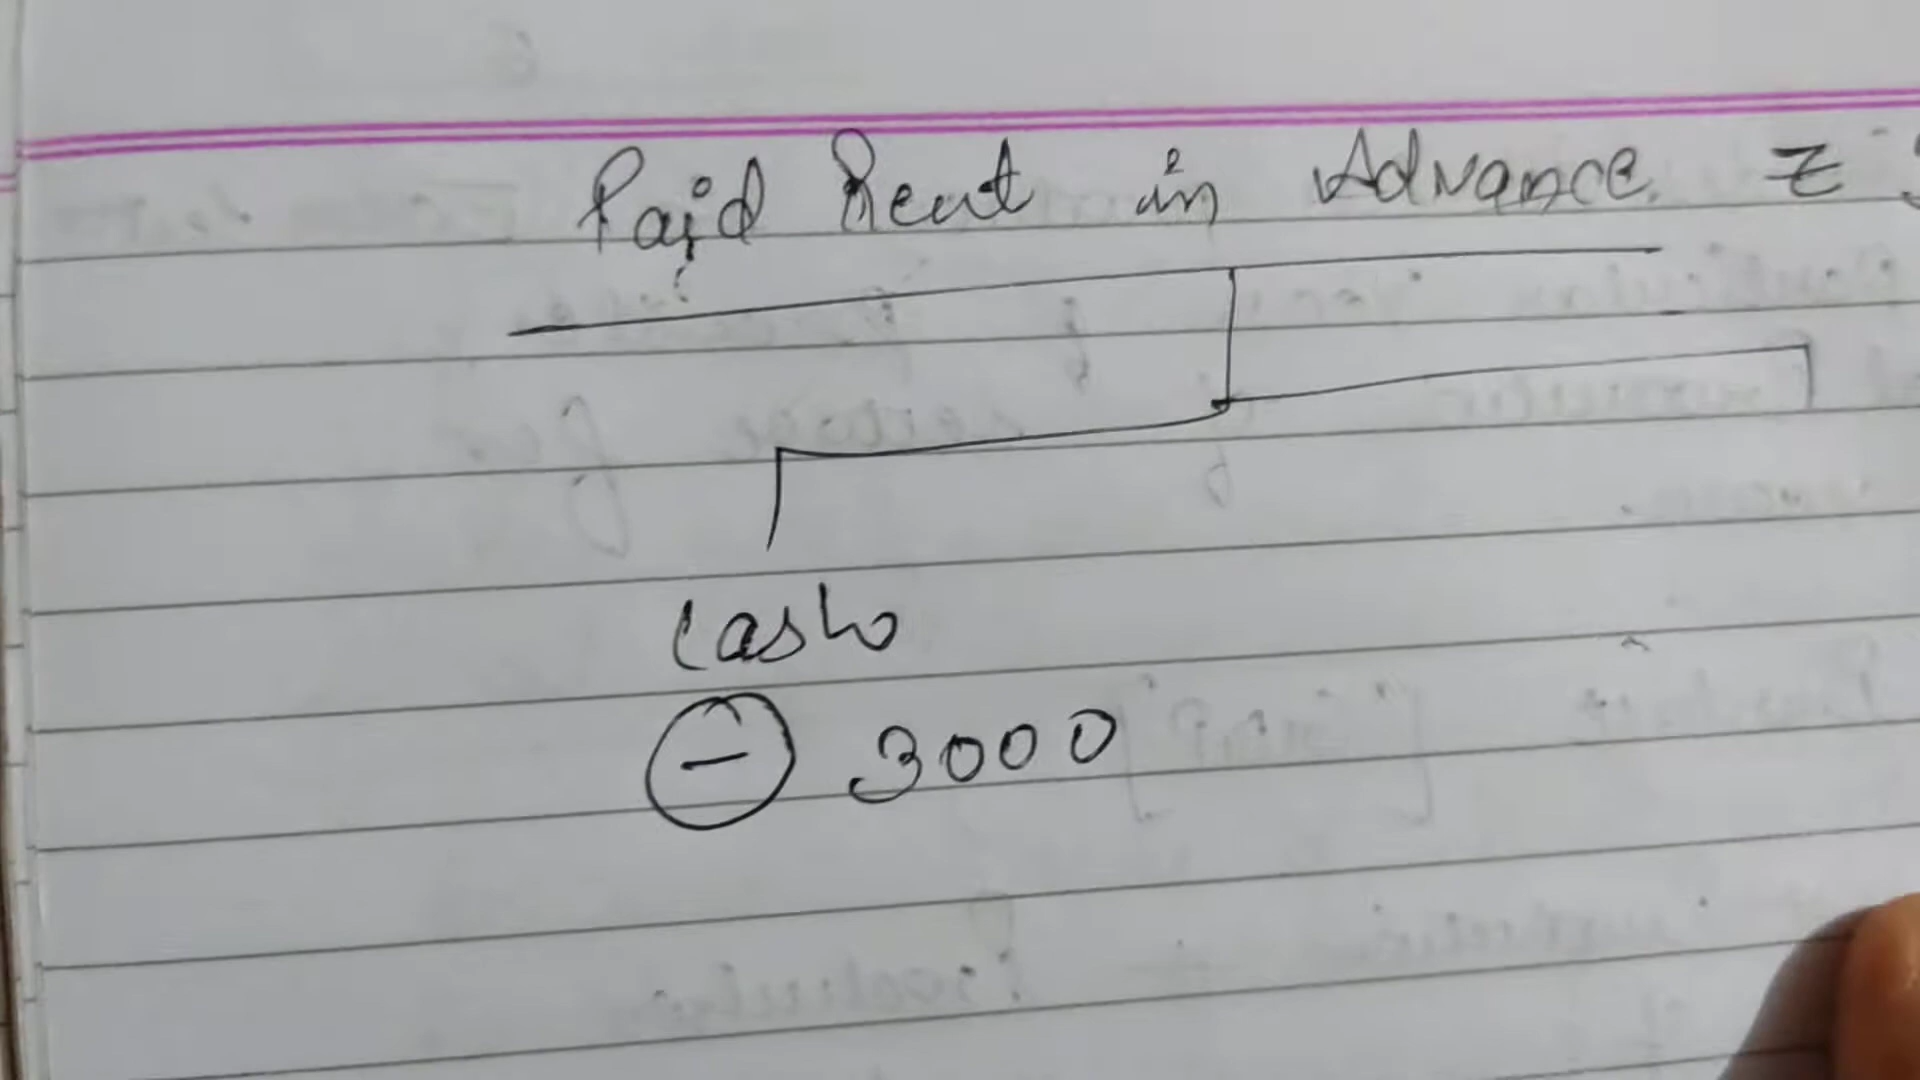 Paid Rent in Advance. ₹
Cash
- 3000